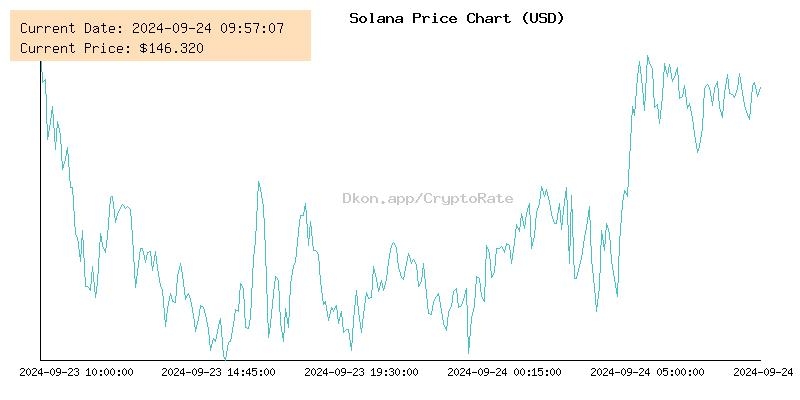 Solana Price Chart (USD)
Current Date: 2024-09-24 09:57:07
Current Price: $146.320
Dkon.app/CryptoRate
2024-09-23 10:00:00 2024-09-23 14:45:00 2024-09-23 19:30:00 2024-09-24 00:15:00 2024-09-24 05:00:00 2024-09-24